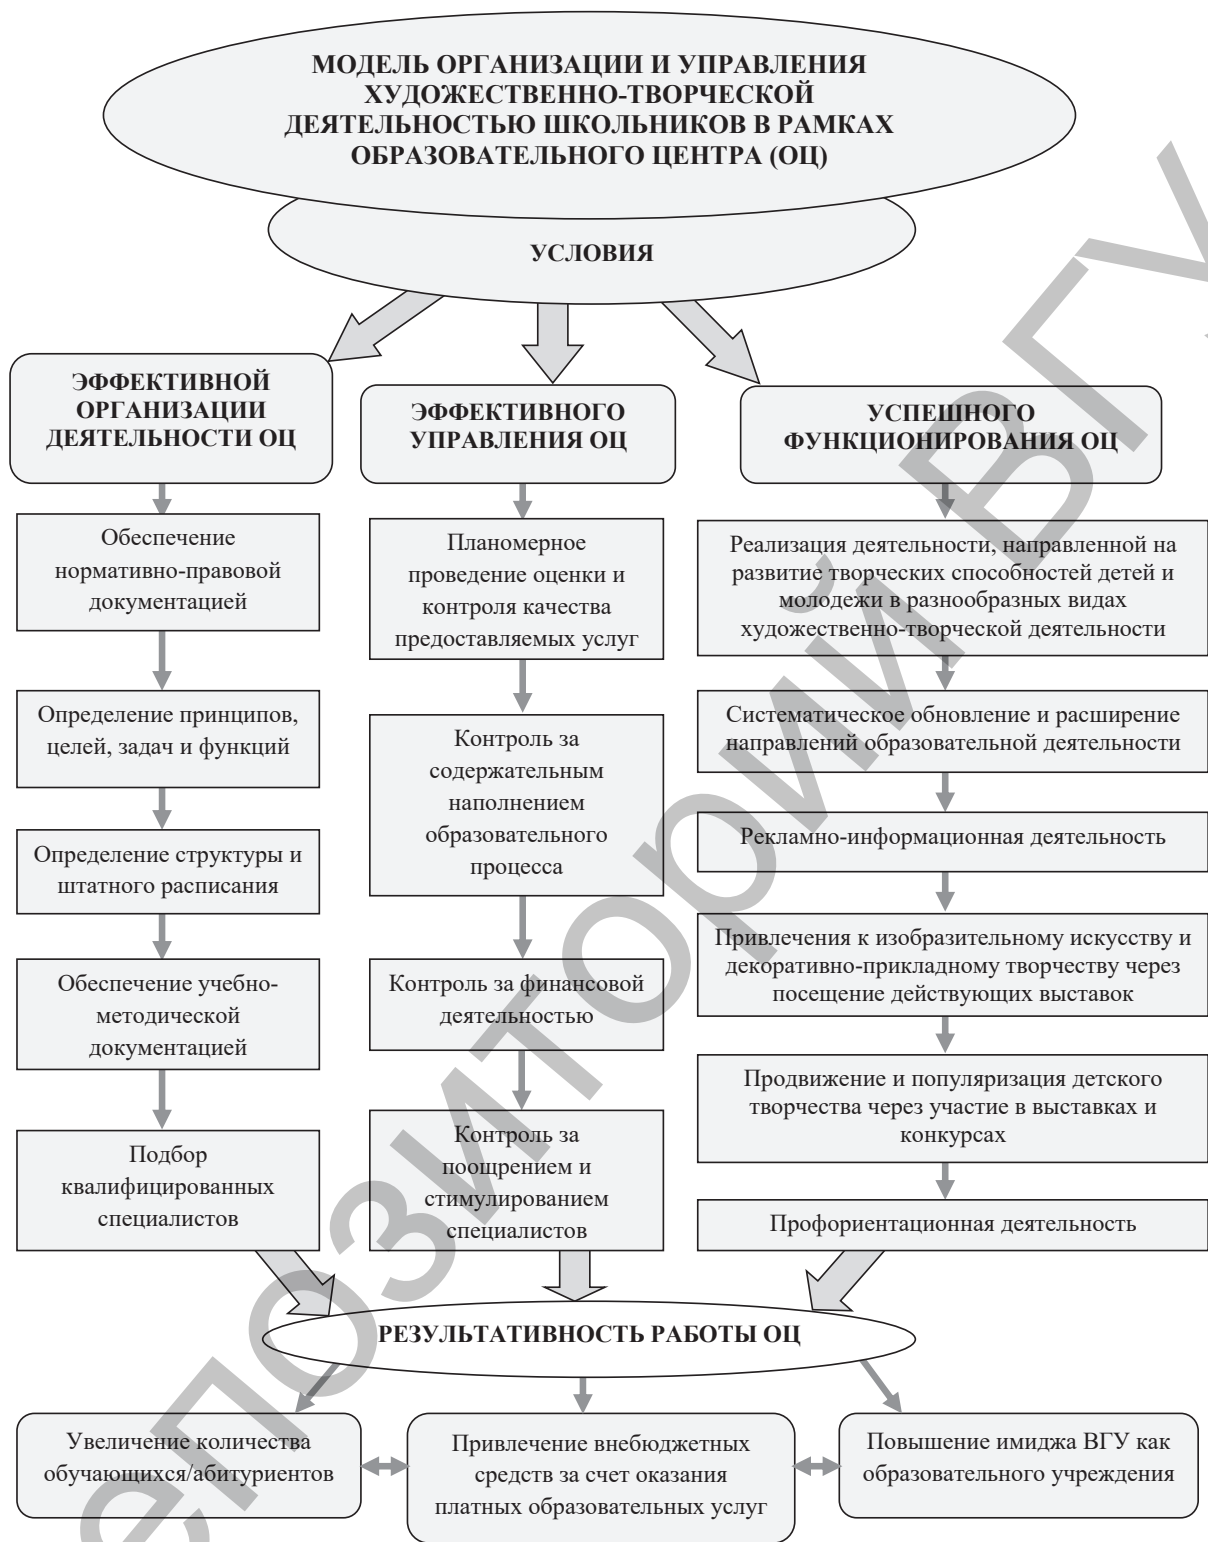 МОДЕЛЬ ОРГАНИЗАЦИИ И УПРАВЛЕНИЯ
ХУДОЖЕСТВЕННО-ТВОРЧЕСКОЙ
ДЕЯТЕЛЬНОСТЬЮ ШКОЛЬНИКОВ В РАМКАХ
ОБРАЗОВАТЕЛЬНОГО ЦЕНТРА (ОЦ)
УСЛОВИЯ
ЭФФЕКТИВНОЙ
ОРГАНИЗАЦИИ
ДЕЯТЕЛЬНОСТИ ОЦ
Обеспечение
нормативно-правовой
документацией
Определение принципов,
целей, задач и функций
Определение структуры и
штатного расписания
Обеспечение учебно-
методической
документацией
Подбор
квалифицированных
специалистов
ЭФФЕКТИВНОГО
УПРАВЛЕНИЯ ОЦ
Планомерное
проведение оценки и
контроля качества
предоставляемых услуг
Контроль за
содержательным
наполнением
образовательного
процесса
Контроль за финансовой
деятельностью
Контроль за
поощрением и
стимулированием
специалистов
УСПЕШНОГО
ФУНКЦИОНИРОВАНИЯ ОЦ
Реализация деятельности, направленной на
развитие творческих способностей детей и
молодежи в разнообразных видах
художественно-творческой деятельности
Систематическое обновление и расширение
направлений образовательной деятельности
Рекламно-информационная деятельность
Привлечения к изобразительному искусству и
декоративно-прикладному творчеству через
посещение действующих выставок
Продвижение и популяризация детского
творчества через участие в выставках и
конкурсах
Профориентационная деятельность
РЕЗУЛЬТАТИВНОСТЬ РАБОТЫ ОЦ
Увеличение количества
обучающихся/абитуриентов
Привлечение внебюджетных
средств за счет оказания
платных образовательных услуг
Повышение имиджа ВГУ как
образовательного учреждения
епозиторий ВГУ